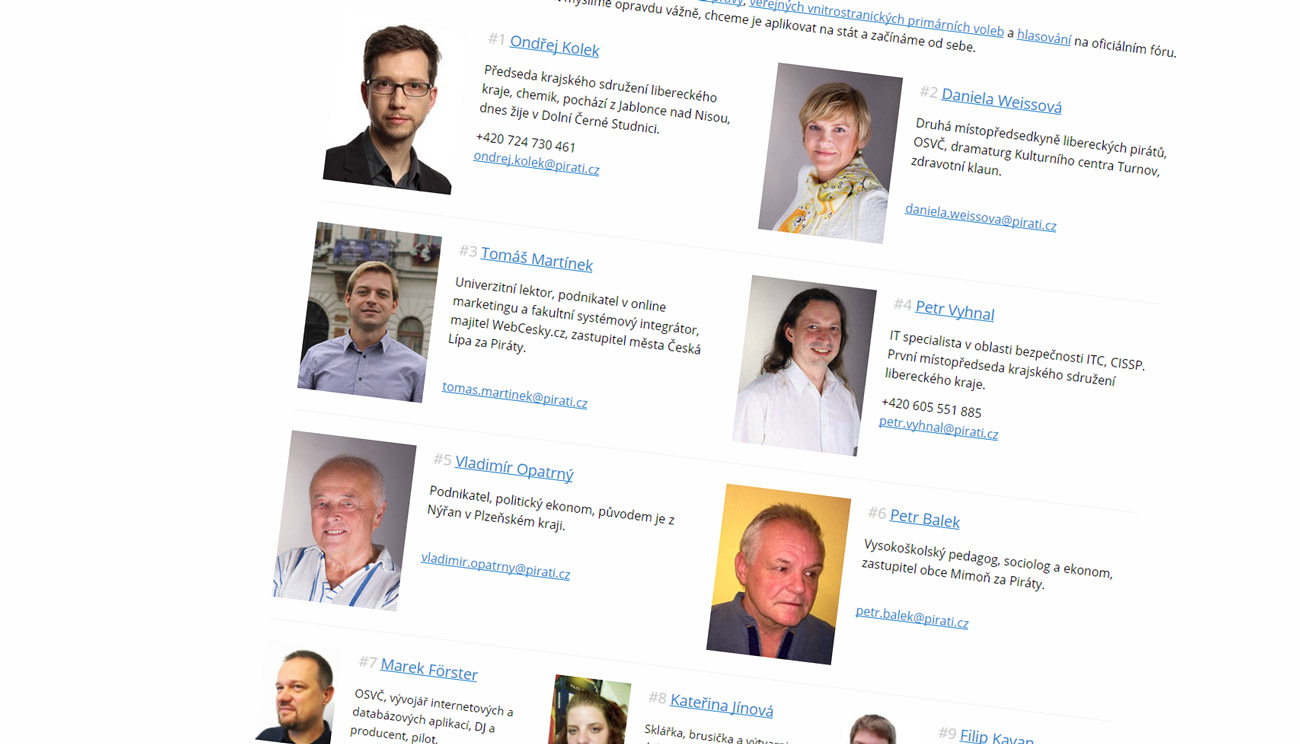 veřejných vnitrostranických primárních voleb a hlasování na oficiálním fóru.
opravdu vážně, chceme je aplikovat na stát a začínáme od sebe.
#1 Ondřej Kolek
Předseda krajského sdružení libereckého
kraje, chemik, pochází z Jablonce nad Nisou,
dnes žije v Dolní Černé Studnici.
+420 724 730 461
ondrej.kolek@pirati.cz
#2 Daniela Weissová
Druhá místopředsedkyně libereckých pirátů,
OSVČ, dramaturg Kulturního centra Turnov,
zdravotní klaun.
daniela.weissova@pirati.cz
#3 Tomáš Martínek
Univerzitní lektor, podnikatel v online
marketingu a fakultní systémový integrátor,
majitel WebCesky.cz, zastupitel města Česká
Lípa za Piráty.
tomas.martinek@pirati.cz
#4 Petr Vyhnal
IT specialista v oblasti bezpečnosti ITC, CISSP.
První místopředseda krajského sdružení
libereckého kraje.
+420 605 551 885
petr.vyhnal@pirati.cz
#5 Vladimír Opatrný
Podnikatel, politický ekonom, původem je z
Nýřan v Plzeňském kraji.
vladimir.opatrny@pirati.cz
#6 Petr Balek
Vysokoškolský pedagog, sociolog a ekonom,
zastupitel obce Mimoň za Piráty.
petr.balek@pirati.cz
#7 Marek Förster
OSVČ, vývojář internetových a
databázových aplikací, DJ a
producent, pilot.
#8 Kateřina Jínová
Sklářka, brusička a
#9 Filip